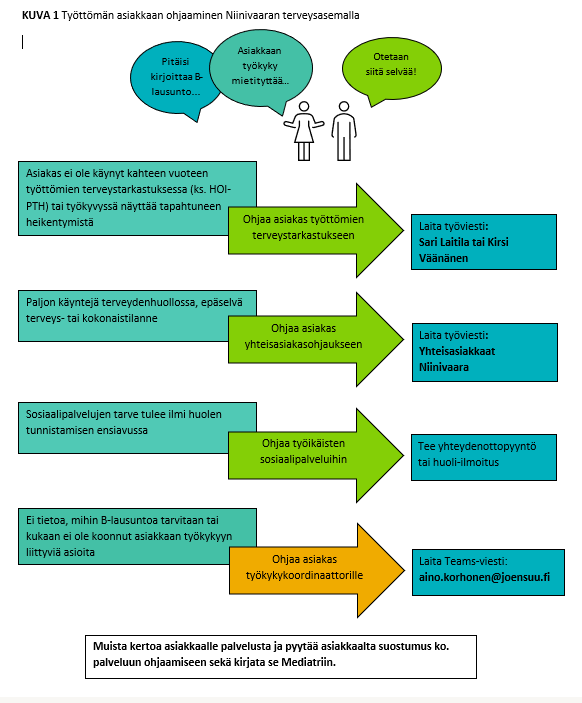 KUVA 1 Työttömän asiakkaan ohjaaminen Niinivaaran terveysasemalla
Pitäisi
kirjoittaa B-
lausunto...
Asiakkaan
työkyky
mietityttää...
Otetaan
siitä selvää!
Asiakas ei ole käynyt kahteen vuoteen
työttömien terveystarkastuksessa (ks. HOI-
PTH) tai työkyvyssä näyttää tapahtuneen
heikentymistä
Ohjaa asiakas työttömien
terveystarkastukseen
Laita työviesti:
Sari Laitila tai Kirsi
Väänänen
Paljon käyntejä terveydenhuollossa, epäselvä
terveys- tai kokonaistilanne
Ohjaa asiakas
yhteisasiakasohjaukseen
Laita työviesti:
Yhteisasiakkaat
Niinivaara
Sosiaalipalvelujen tarve tulee ilmi huolen
tunnistamisen ensiavussa
Ohjaa työikäisten
sosiaalipalveluihin
Tee yhteydenottopyyntö
tai huoli-ilmoitus
Ei tietoa, mihin B-lausuntoa tarvitaan tai
kukaan ei ole koonnut asiakkaan työkykyyn
liittyviä asioita
Ohjaa asiakas
työkykykoordinaattorille
Laita Teams-viesti:
aino.korhonen@joensuu.fi
Muista kertoa asiakkaalle palvelusta ja pyytää asiakkaalta suostumus ko.
palveluun ohjaamiseen sekä kirjata se Mediatriin.